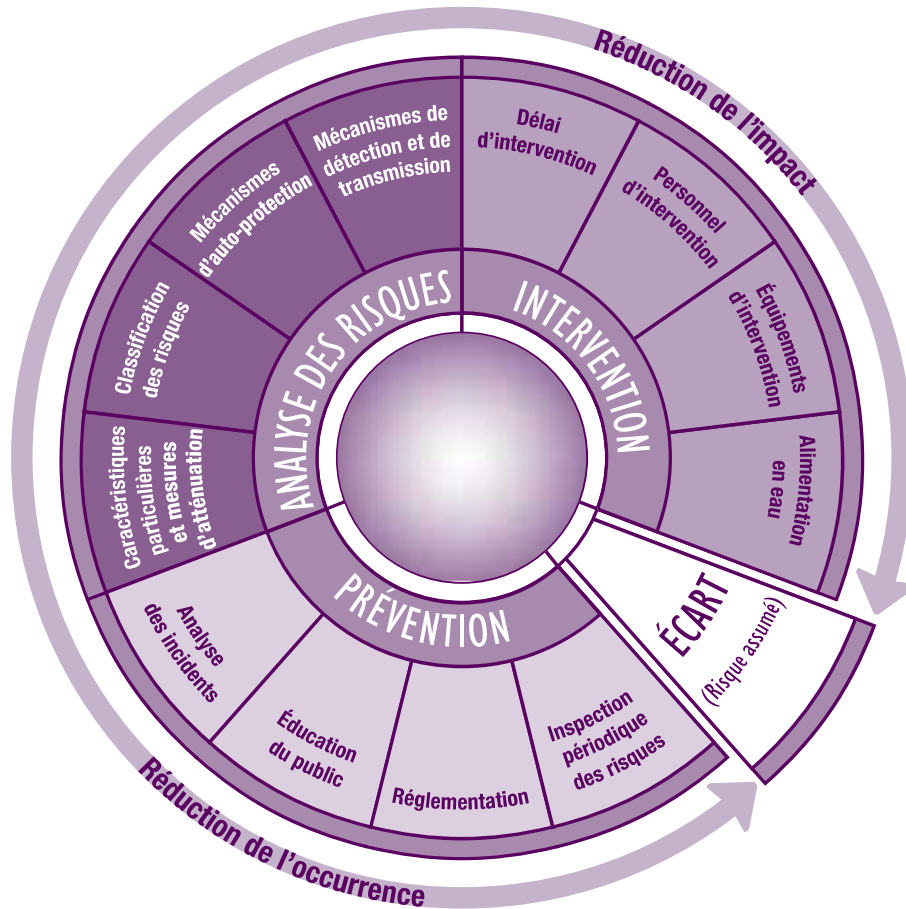 Réduction de l'impact
Mécanismes de
détection et de
transmission
Délai
d'intervention
Personnel
d'intervention
Équipements
d'intervention
Alimentation
en eau
Mécanismes
d'auto-protection
Classification
des risques
Caractéristiques
particulières
et mesures
d'atténuation
ANALYSE DES RISQUES
INTERVENTION
PRÉVENTION
ÉCART
(Risque assumé)
Analyse
des incidents
Éducation
du public
Réglementation
Inspection
périodique
des risques
Réduction de l'occurrence